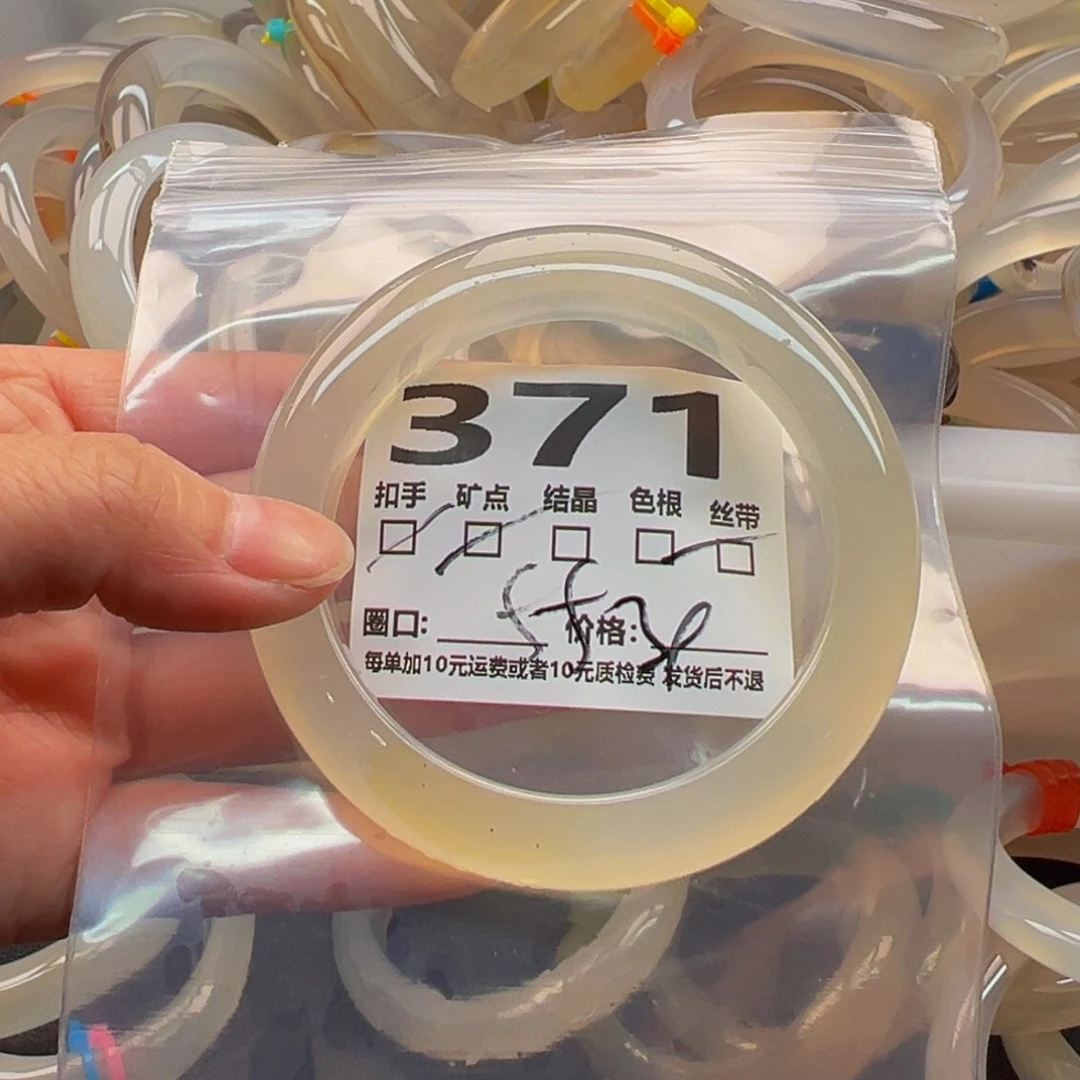 371
扣手 矿点 结晶 色根 丝带
圈口: 价格:
每单加10元运费或者10元质检费 发货后不退